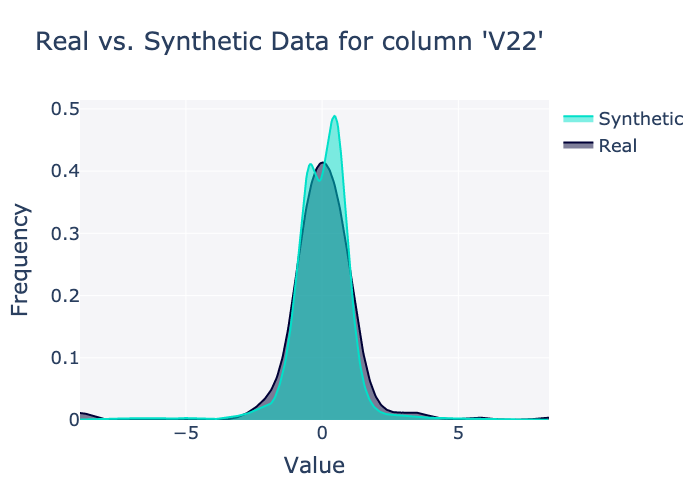 Real vs. Synthetic Data for column 'V22'
Synthetic
Real
0.5
0.4
0.3
0.2
0.1
0
−5
0
5
Frequency
Value